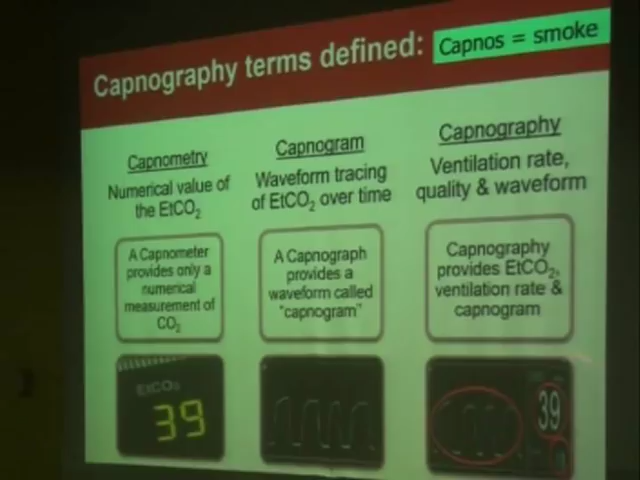 Capnography terms defined:
Capnos = smoke
Capnometry
Numerical value of
the EtCO₂
A Capnometer
provides only a
numerical
measurement of
CO₂
EtCO₂
39
Capnogram
Waveform tracing
of EtCO₂ over time
A Capnograph
provides a
waveform called
"capnogram"
Capnography
Ventilation rate,
quality & waveform
Capnography
provides EtCO₂,
ventilation rate &
capnogram
39